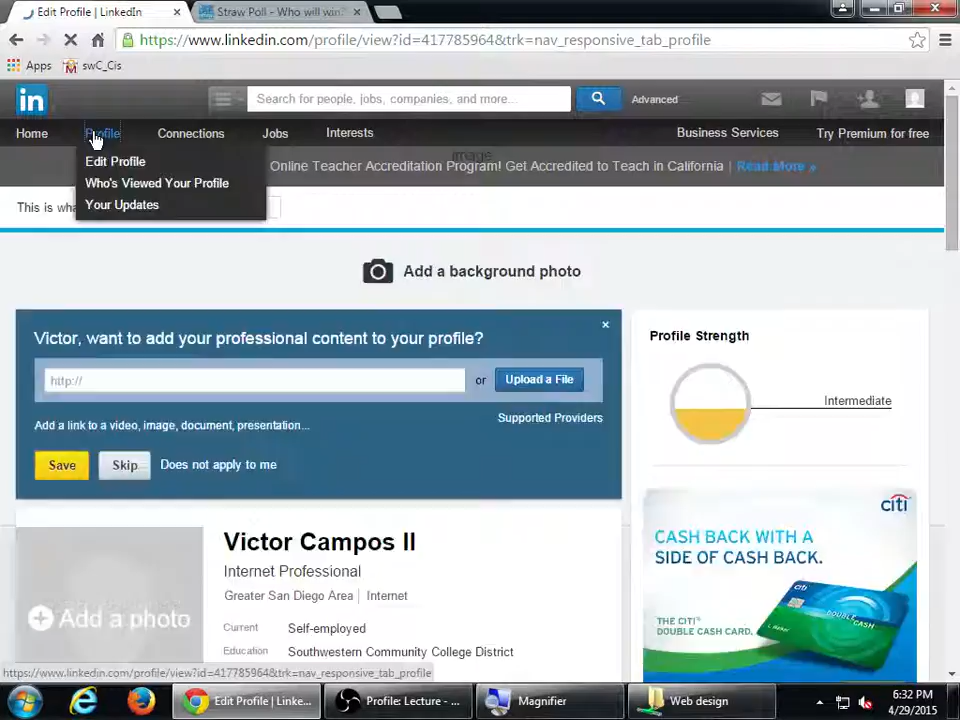 Edit Profile | LinkedIn
Straw Poll - Who will win
https://www.linkedin.com/profile/view?id=417785964&trk=nav_responsive_tab_profile
Apps swC_Cis
in Search for people, jobs, companies, and more... Advanced
Home Profile Connections Jobs Interests Business Services Try Premium for free
Edit Profile
Who's Viewed Your Profile
Your Updates
image
Online Teacher Accreditation Program! Get Accredited to Teach in California | Read More »
This is wha
Add a background photo
Victor, want to add your professional content to your profile?
http:// or Upload a File
Supported Providers
Add a link to a video, image, document, presentation...
Save Skip Does not apply to me
Profile Strength
Intermediate
Victor Campos II
Internet Professional
Greater San Diego Area | Internet
Current Self-employed
Education Southwestern Community College District
Add a photo
citi
CASH BACK WITH A
SIDE OF CASH BACK.
THE CITI
DOUBLE CASH CARD.
https://www.linkedin.com/profile/view?id=417785964&trk=nav_responsive_tab_profile
Edit Profile | Linke...
Profile: Lecture - ...
Magnifier
Web design
6:32 PM
4/29/2015